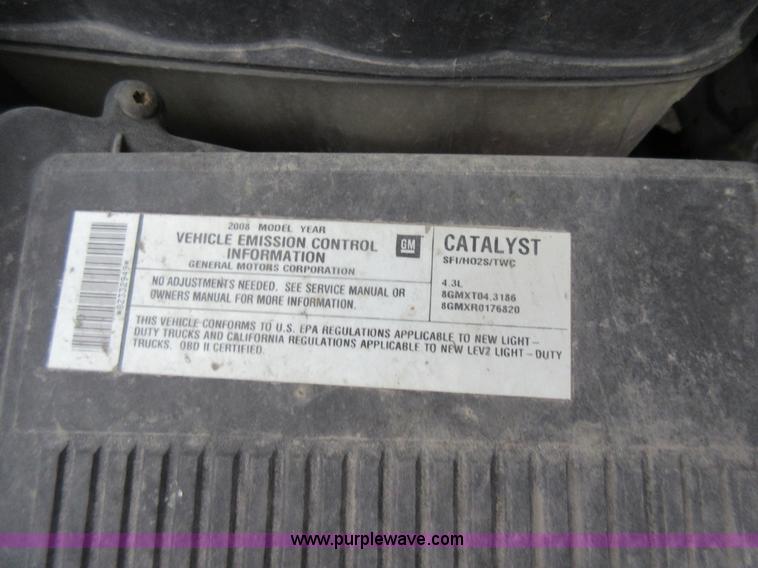 2008 MODEL YEAR
VEHICLE EMISSION CONTROL
INFORMATION
GENERAL MOTORS CORPORATION
GM
NO ADJUSTMENTS NEEDED. SEE SERVICE MANUAL OR
OWNERS MANUAL FOR MORE INFORMATION.
CATALYST
SFI/HO2S/TWC
4.3L
8GMXT04.3186
8GMXR0176820
THIS VEHICLE CONFORMS TO U.S. EPA REGULATIONS APPLICABLE TO NEW LIGHT-
DUTY TRUCKS AND CALIFORNIA REGULATIONS APPLICABLE TO NEW LEV2 LIGHT-DUTY
TRUCKS. OBD II CERTIFIED.
www.purplewave.com